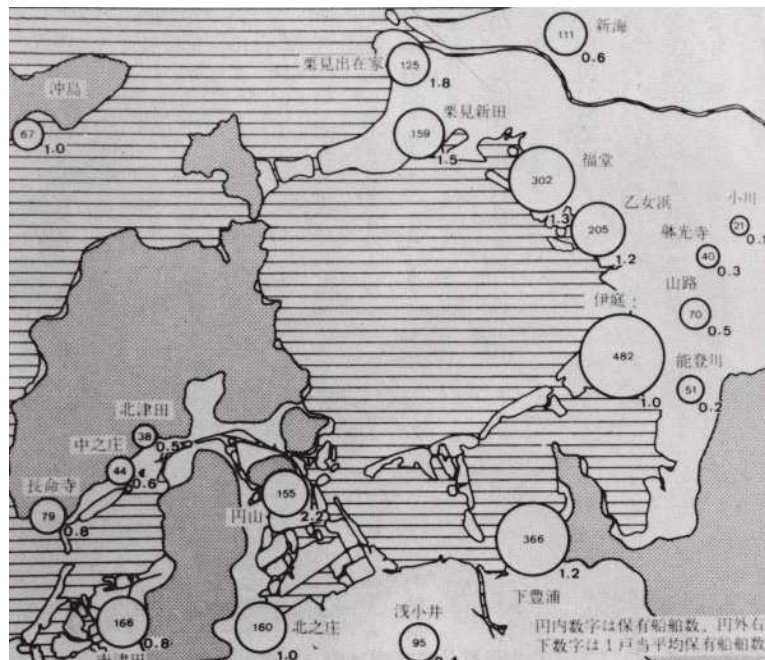 新海
111
0.6
栗見出在家
125
1.8
沖島
67
1.0
栗見新田
159
1.5
福堂
302
1.3
乙女浜
205
1.2
小川
21
0.1
躰光寺
40
0.3
山路
70
0.5
伊庭
482
1.0
能登川
51
0.2
北津田
38
0.5
中之庄
44
0.6
長命寺
79
0.8
円山
155
2.2
366
1.2
下豊浦
166
0.8
160
北之庄
1.0
浅小井
95
円内数字は保有船舶数，円外右
下数字は1戸当平均保有船舶数